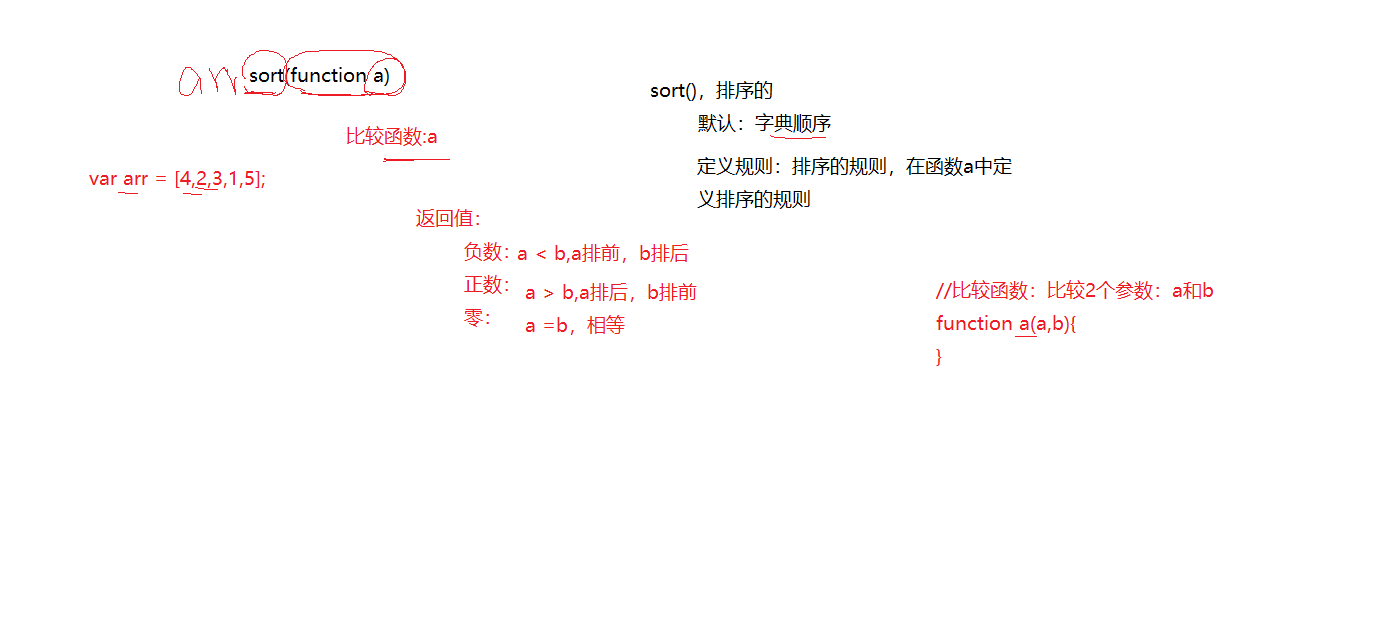 arr sort(function a)
比较函数:a
var arr = [4,2,3,1,5];
返回值：
负数：a < b,a排前，b排后
正数：a > b,a排后，b排前
零：a =b，相等
sort()，排序的
默认：字典顺序
定义规则：排序的规则，在函数a中定
义排序的规则
//比较函数：比较2个参数：a和b
function a(a,b){
}